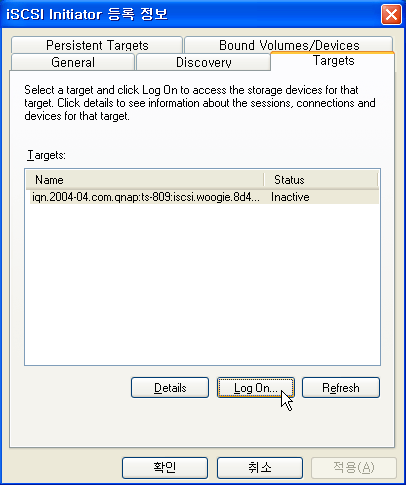 iSCSI Initiator 등록 정보
Persistent Targets
Bound Volumes/Devices
General
Discovery
Targets
Select a target and click Log On to access the storage devices for that
target. Click details to see information about the sessions, connections and
devices for that target.
Targets:
Name
Status
iqn.2004-04.com.qnap:ts-809:iscsi.woogie.8d4...
Inactive
Details
Log On...
Refresh
확인
취소
적용(A)